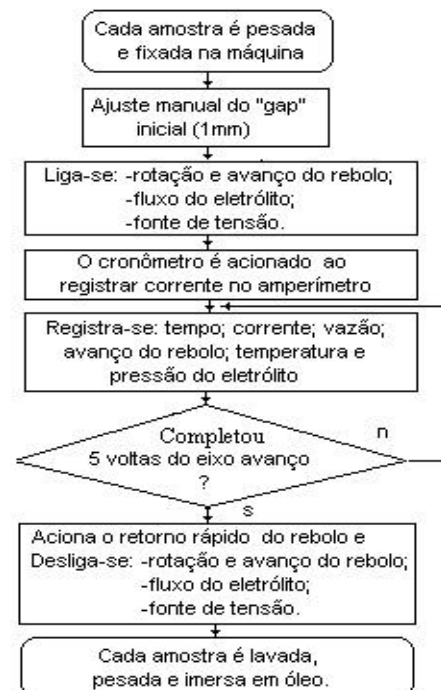 Cada amostra é pesada
e fixada na máquina
Ajuste manual do "gap"
inicial (1mm)
Liga-se: -rotação e avanço do rebolo;
-fluxo do eletrólito;
-fonte de tensão.
O cronômetro é acionado ao
registrar corrente no amperímetro
Registra-se: tempo; corrente; vazão;
avanço do rebolo; temperatura e
pressão do eletrólito
Completou
5 voltas do eixo avanço
?
n
s
Aciona o retorno rápido do rebolo e
Desliga-se: -rotação e avanço do rebolo;
-fluxo do eletrólito;
-fonte de tensão.
Cada amostra é lavada,
pesada e imersa em óleo.